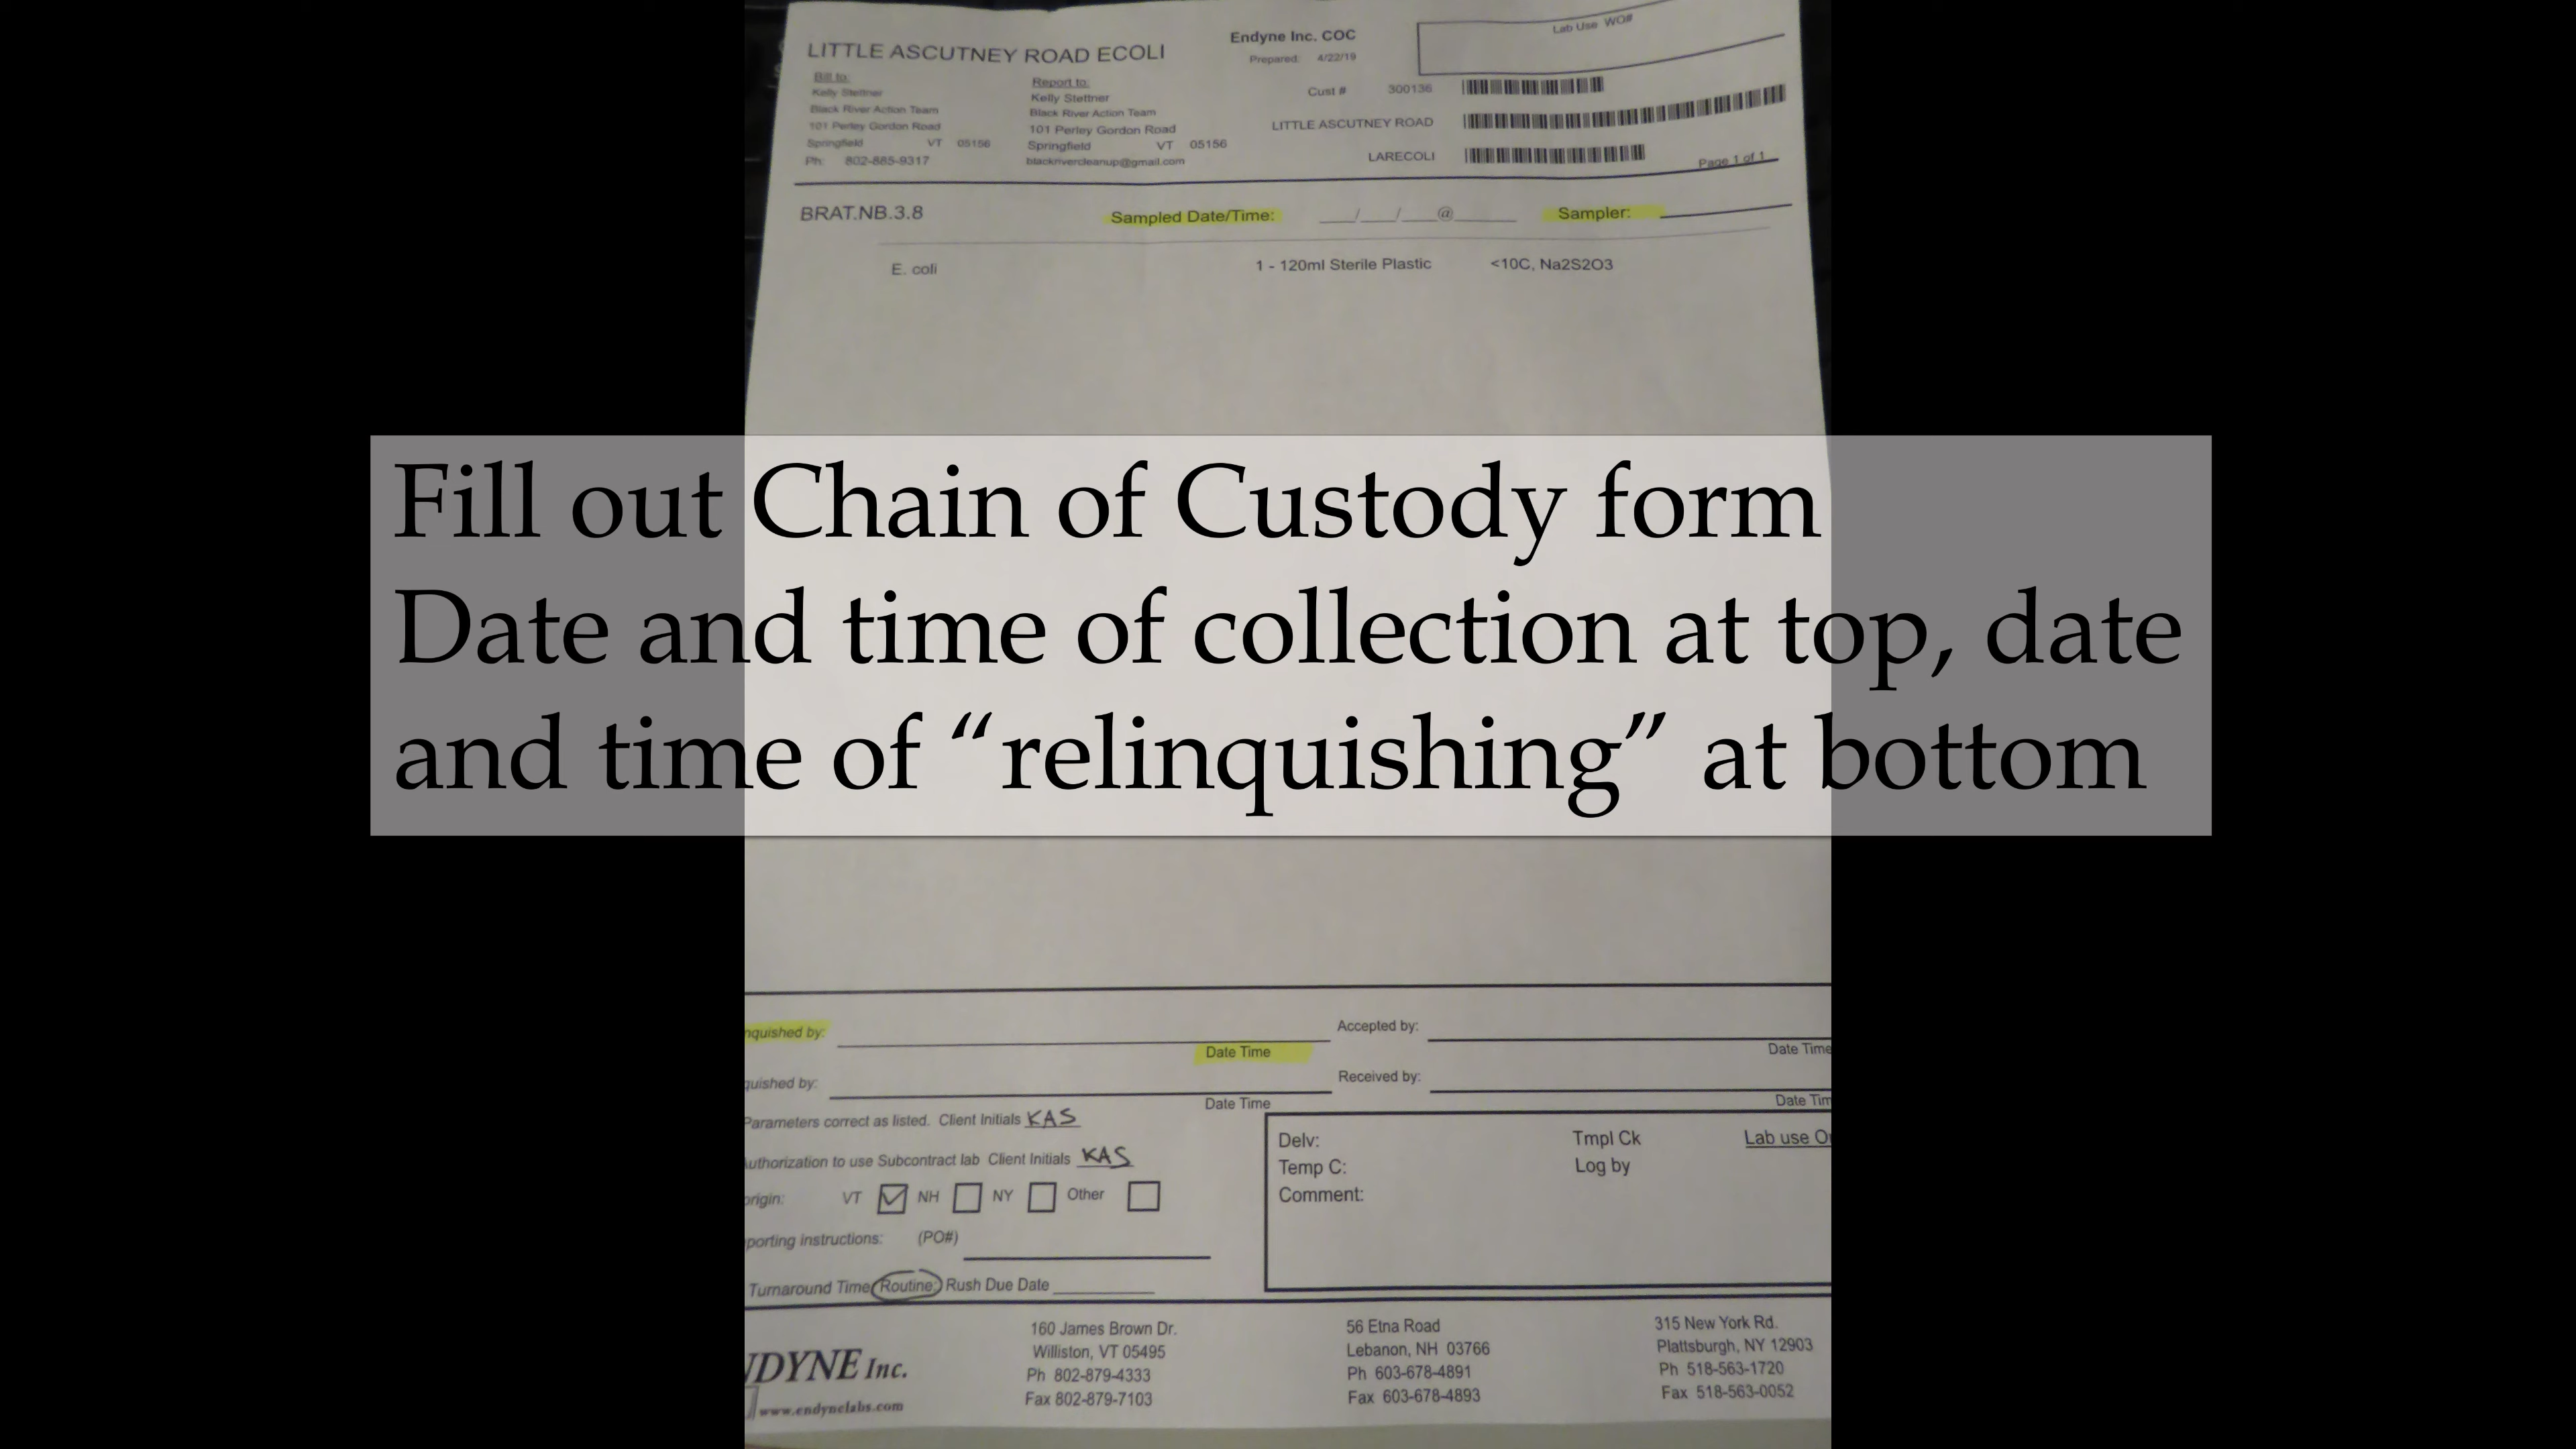 LITTLE ASCUTNEY ROAD ECOLI
Endyne Inc. COC
Prepared: 4/22/19
Lab Use WO#
Bill to:
Kelly Stettner
Black River Action Team
101 Perley Gordon Road
Springfield VT 05156
Ph: 802-885-9317
Report to:
Kelly Stettner
Black River Action Team
101 Perley Gordon Road
Springfield VT 05156
blackrivercleanup@gmail.com
Cust # 300136
LITTLE ASCUTNEY ROAD
LARECOLI
Page 1 of 1
BRAT.NB.3.8 Sampled Date/Time: ___/___/___@______ Sampler: ______
E. coli 1 - 120ml Sterile Plastic <10C, Na2S2O3
Fill out Chain of Custody form
Date and time of collection at top, date
and time of “relinquishing” at bottom
nquished by: Accepted by:
Date Time Date Time
quished by: Received by:
Date Time Date Tim
Parameters correct as listed. Client Initials KAS
uthorization to use Subcontract lab Client Initials KAS
origin: VT NH NY Other
porting instructions: (PO#)
Turnaround Time Routine: Rush Due Date
Delv: Tmpl Ck Lab use O
Temp C: Log by
Comment:
NDYNE Inc.
www.endynelabs.com
160 James Brown Dr.
Williston, VT 05495
Ph 802-879-4333
Fax 802-879-7103
56 Etna Road
Lebanon, NH 03766
Ph 603-678-4891
Fax 603-678-4893
315 New York Rd.
Plattsburgh, NY 12903
Ph 518-563-1720
Fax 518-563-0052